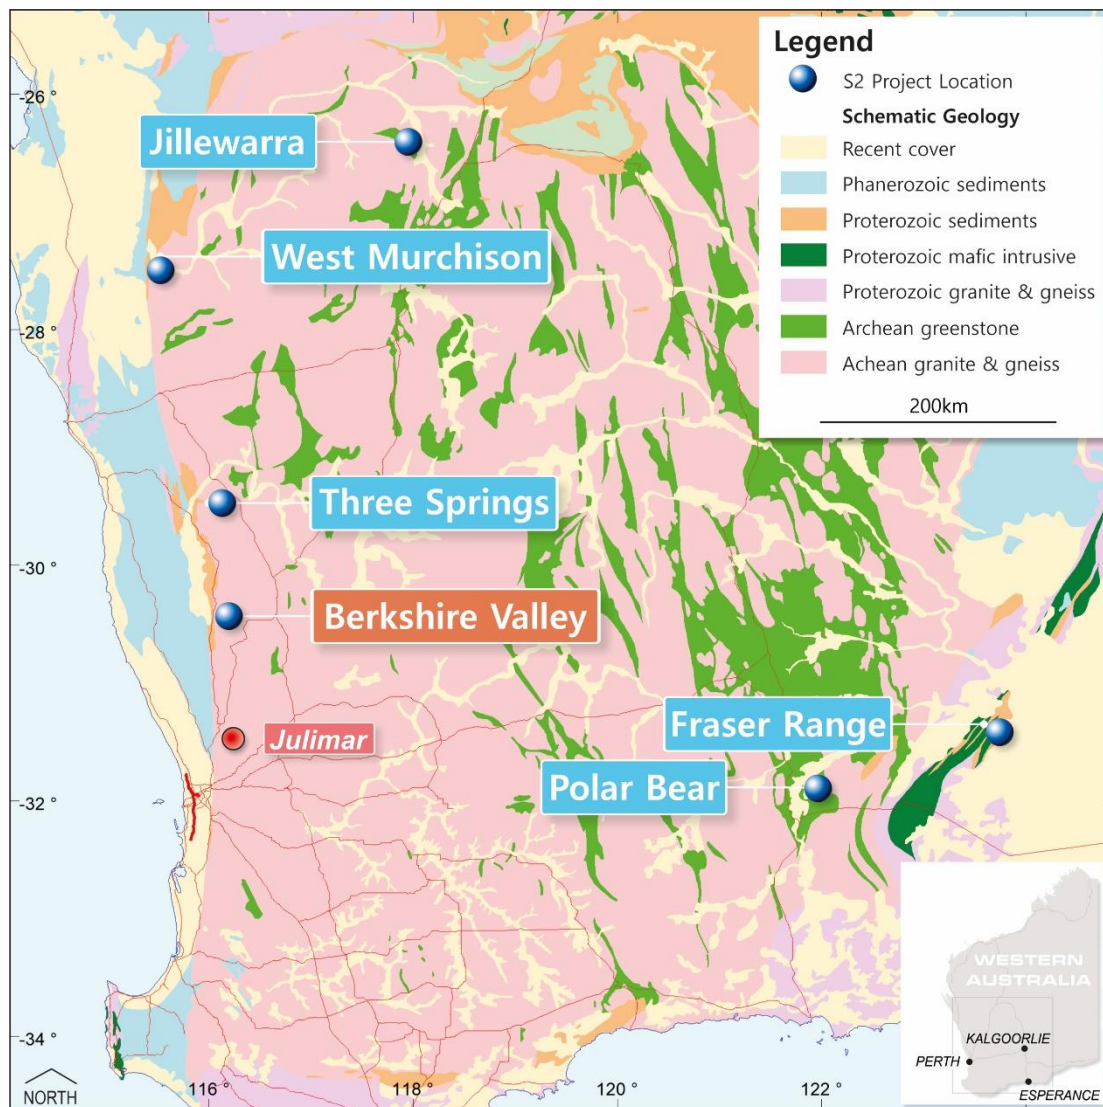 Legend
S2 Project Location
Schematic Geology
Recent cover
Phanerozoic sediments
Proterozoic sediments
Proterozoic mafic intrusive
Proterozoic granite & gneiss
Archean greenstone
Achean granite & gneiss
200km
-26°
Jillewarra
West Murchison
-28°
Three Springs
-30°
Berkshire Valley
Julimar
Fraser Range
Polar Bear
-32°
-34°
116 °
118 °
120 °
122 °
NORTH
WESTERN
AUSTRALIA
KALGOORLIE
PERTH
ESPERANCE